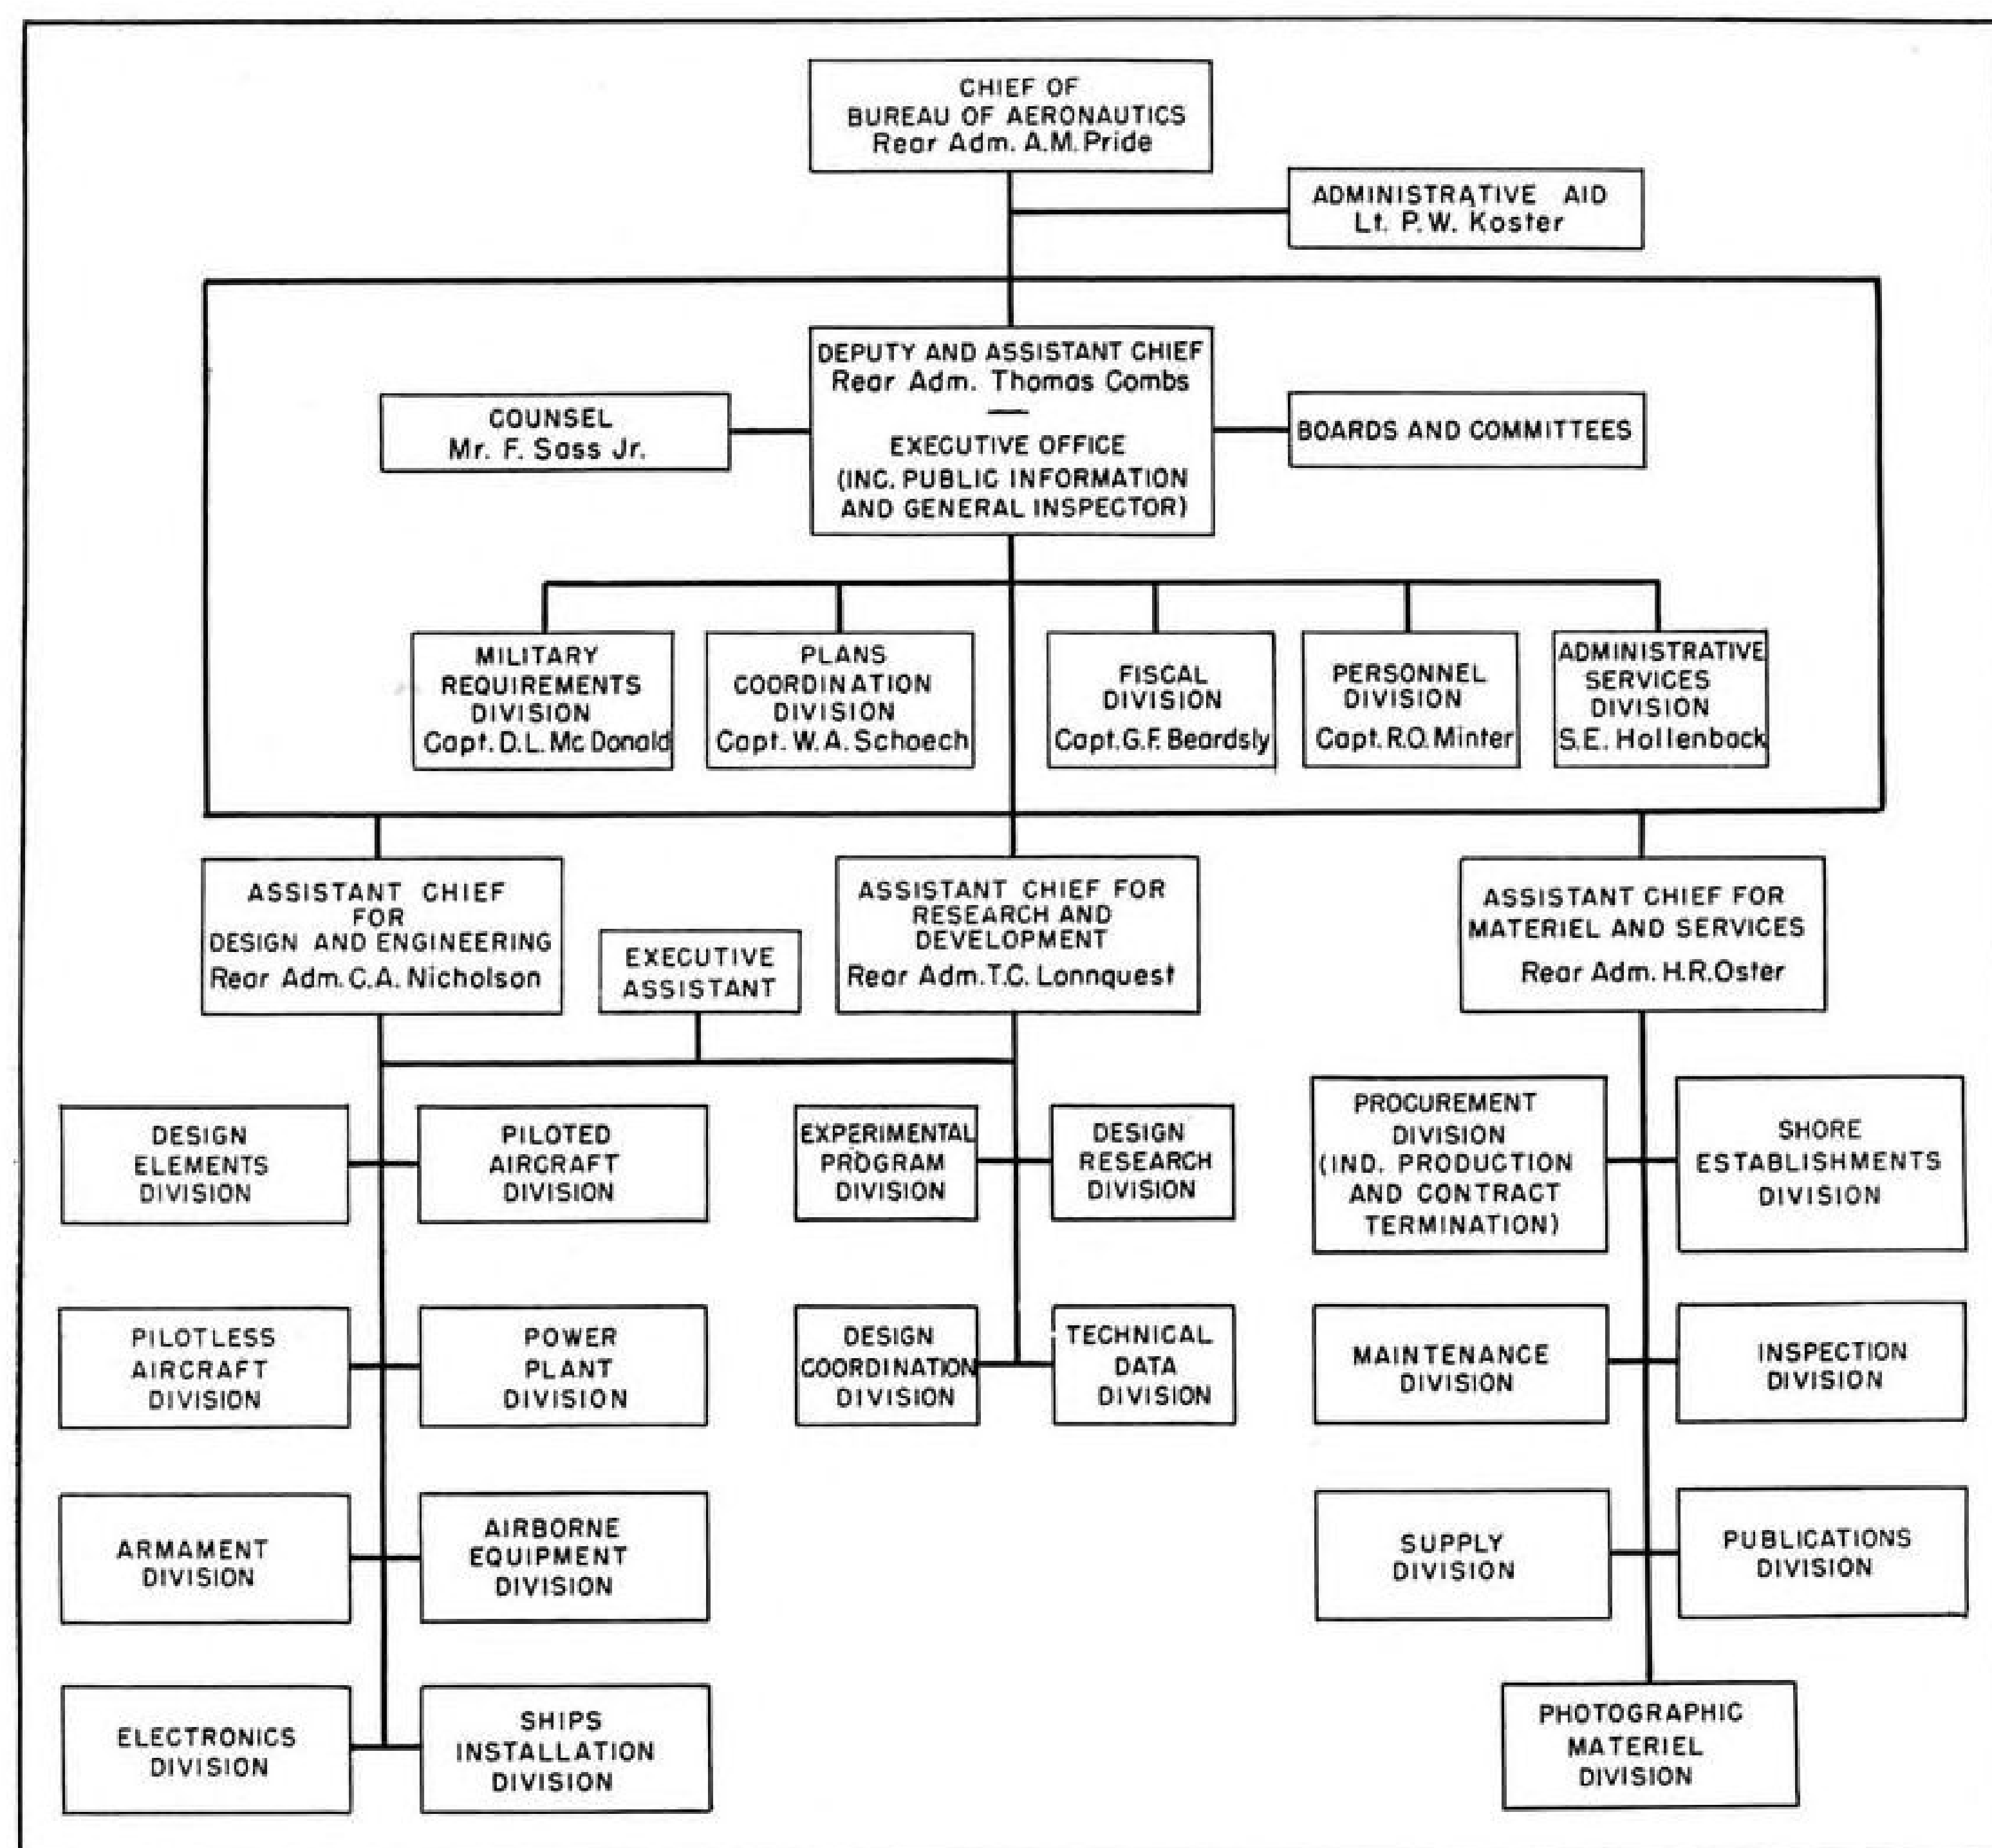 CHIEF OF
BUREAU OF AERONAUTICS
Rear Adm. A.M. Pride
ADMINISTRATIVE AID
Lt. P.W. Koster
DEPUTY AND ASSISTANT CHIEF
Rear Adm. Thomas Combs
EXECUTIVE OFFICE
(INC. PUBLIC INFORMATION
AND GENERAL INSPECTOR)
COUNSEL
Mr. F. Sass Jr.
BOARDS AND COMMITTEES
MILITARY
REQUIREMENTS
DIVISION
Capt. D.L. Mc Donald
PLANS
COORDINATION
DIVISION
Capt. W.A. Schoech
FISCAL
DIVISION
Capt. G.F. Beardsly
PERSONNEL
DIVISION
Capt. R.O. Minter
ADMINISTRATIVE
SERVICES
DIVISION
S.E. Hollenback
ASSISTANT CHIEF
FOR
DESIGN AND ENGINEERING
Rear Adm. C.A. Nicholson
EXECUTIVE
ASSISTANT
ASSISTANT CHIEF FOR
RESEARCH AND
DEVELOPMENT
Rear Adm. T.C. Lonnquest
ASSISTANT CHIEF FOR
MATERIEL AND SERVICES
Rear Adm. H.R. Oster
DESIGN
ELEMENTS
DIVISION
PILOTED
AIRCRAFT
DIVISION
EXPERIMENTAL
PROGRAM
DIVISION
DESIGN
RESEARCH
DIVISION
PROCUREMENT
DIVISION
(IND. PRODUCTION
AND CONTRACT
TERMINATION)
SHORE
ESTABLISHMENTS
DIVISION
PILOTLESS
AIRCRAFT
DIVISION
POWER
PLANT
DIVISION
DESIGN
COORDINATION
DIVISION
TECHNICAL
DATA
DIVISION
MAINTENANCE
DIVISION
INSPECTION
DIVISION
ARMAMENT
DIVISION
AIRBORNE
EQUIPMENT
DIVISION
SUPPLY
DIVISION
PUBLICATIONS
DIVISION
ELECTRONICS
DIVISION
SHIPS
INSTALLATION
DIVISION
PHOTOGRAPHIC
MATERIEL
DIVISION